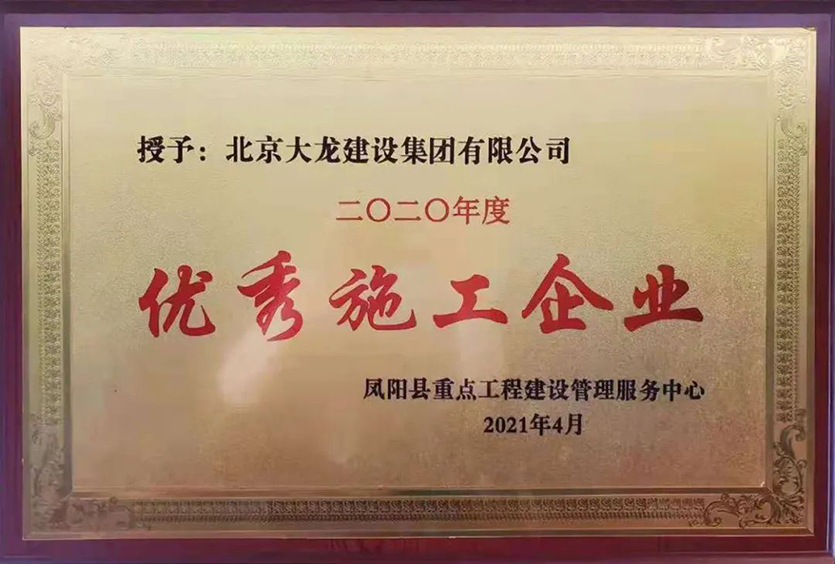 授予：北京大龙建设集团有限公司
二〇二〇年度
优秀施工企业
凤阳县重点工程建设管理服务中心
2021年4月